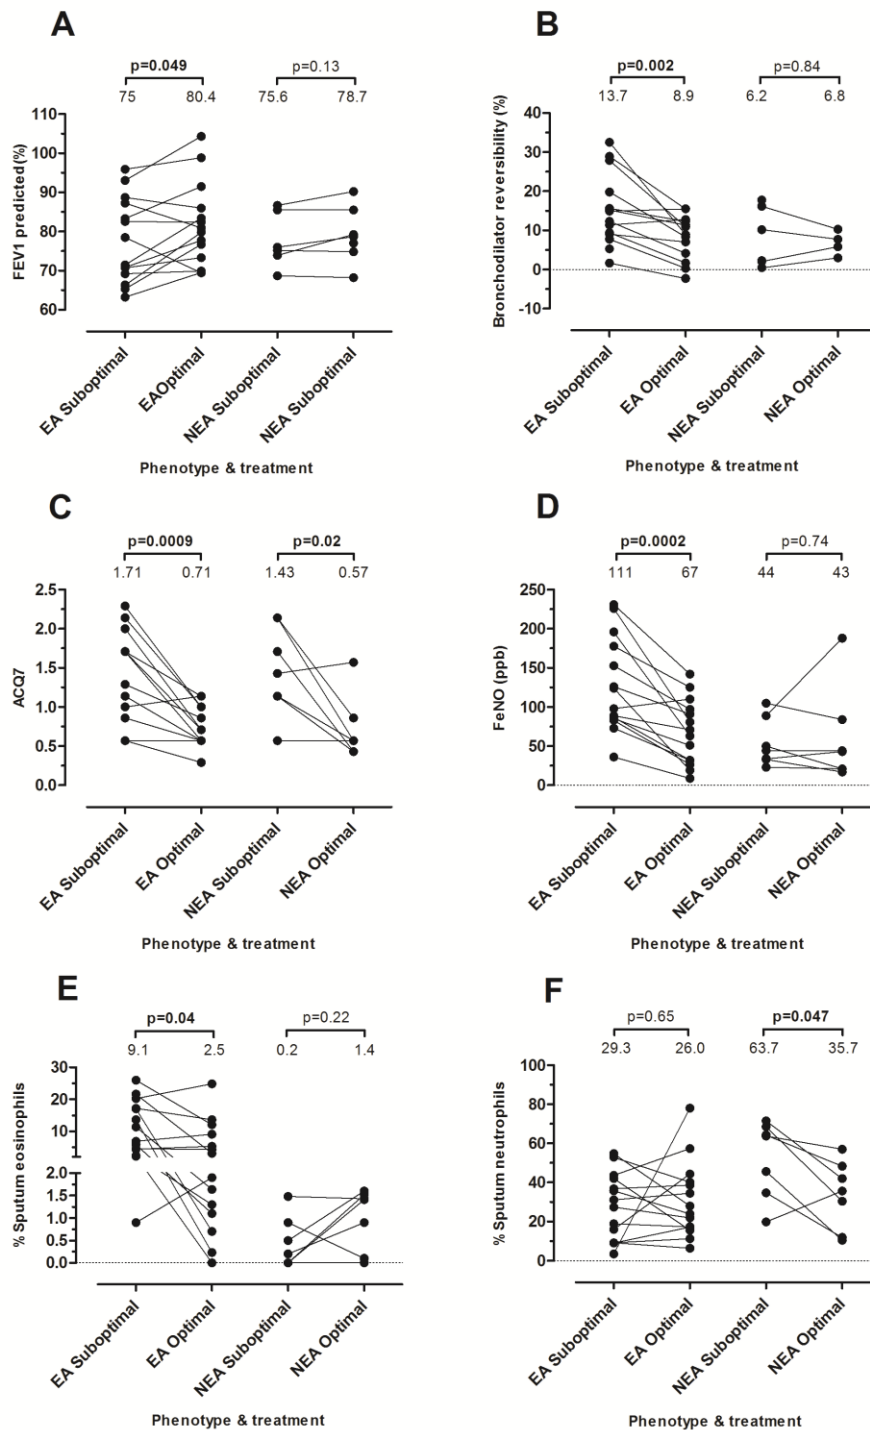 A
p=0.049 p=0.13
75 80.4 75.6 78.7
FEV1 predicted(%)
110
100
90
80
70
60
EA Suboptimal
EAOptimal
NEA Suboptimal
NEA Suboptimal
Phenotype & treatment
B
p=0.002 p=0.84
13.7 8.9 6.2 6.8
Bronchodilator reversibility (%)
40
30
20
10
0
-10
EA Suboptimal
EA Optimal
NEA Suboptimal
NEA Optimal
Phenotype & treatment
C
p=0.0009 p=0.02
1.71 0.71 1.43 0.57
ACQ7
2.5
2.0
1.5
1.0
0.5
0.0
EA Suboptimal
EA Optimal
NEA Suboptimal
NEA Optimal
Phenotype & treatment
D
p=0.0002 p=0.74
111 67 44 43
FeNO (ppb)
250
200
150
100
50
0
EA Suboptimal
EA Optimal
NEA Suboptimal
NEA Optimal
Phenotype & treatment
E
p=0.04 p=0.22
9.1 2.5 0.2 1.4
% Sputum eosinophils
30
20
10
2.0
1.5
1.0
0.5
0.0
EA Suboptimal
EA Optimal
NEA Suboptimal
NEA Optimal
Phenotype & treatment
F
p=0.65 p=0.047
29.3 26.0 63.7 35.7
% Sputum neutrophils
100
80
60
40
20
0
EA Suboptimal
EA Optimal
NEA Suboptimal
NEA Optimal
Phenotype & treatment